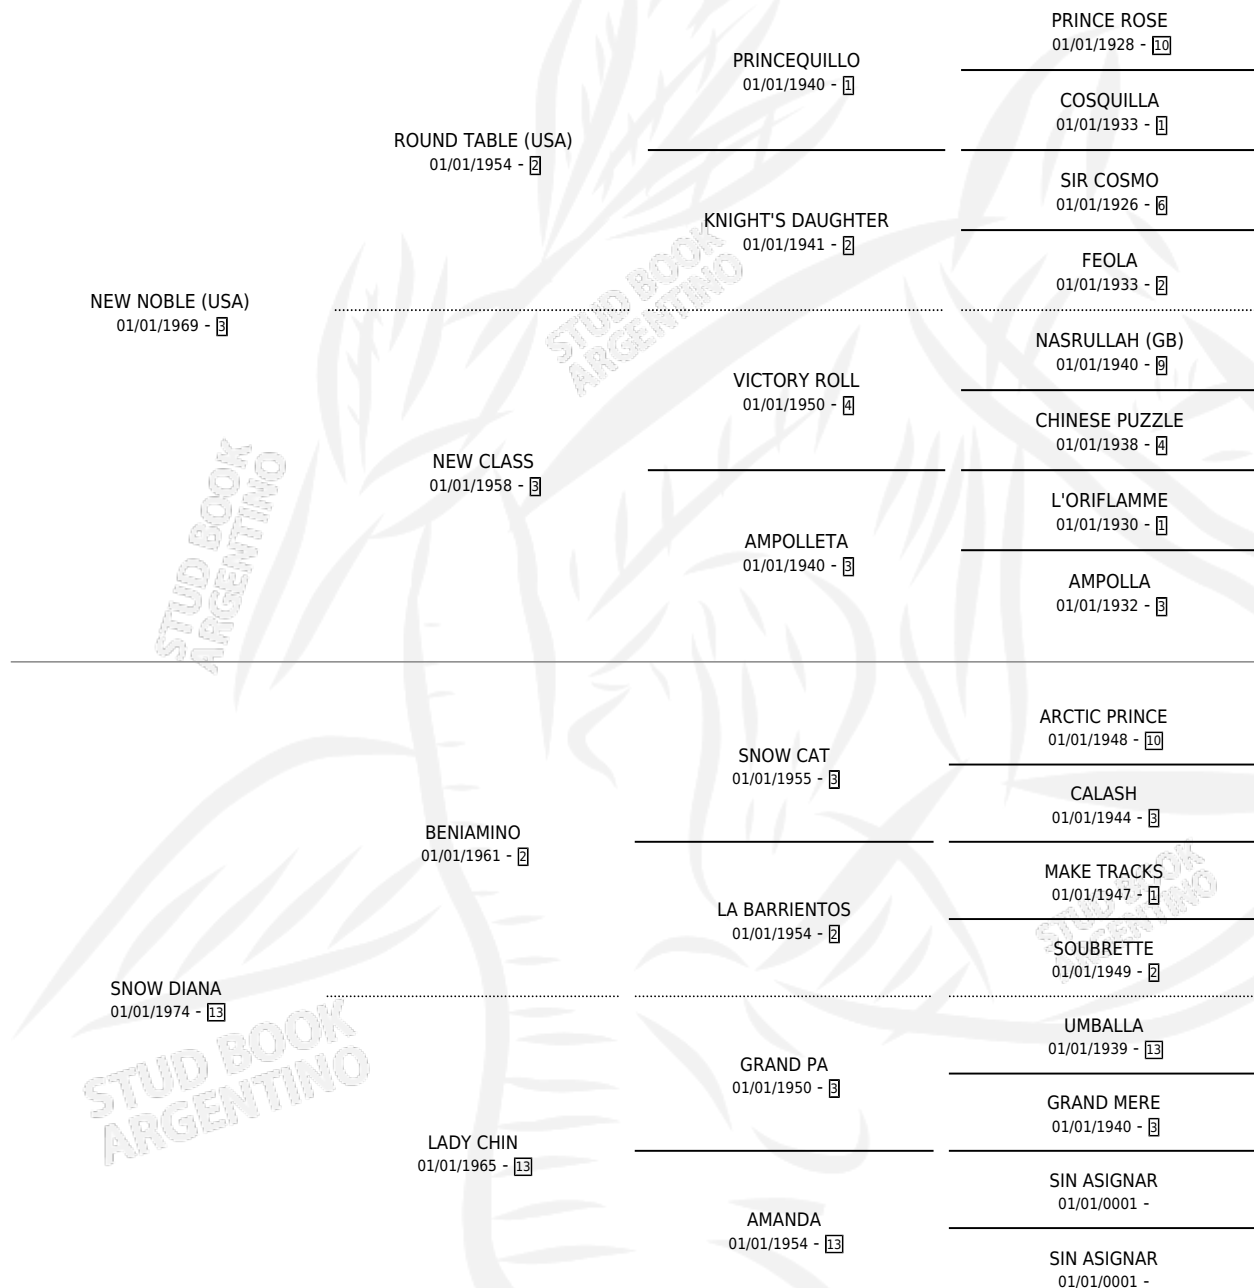 PRINCE ROSE
01/01/1928 - 10
PRINCEQUILLO
01/01/1940 - 1
COSQUILLA
01/01/1933 - 1
ROUND TABLE (USA)
01/01/1954 - 2
SIR COSMO
01/01/1926 - 6
KNIGHT'S DAUGHTER
01/01/1941 - 2
FEOLA
01/01/1933 - 2
NEW NOBLE (USA)
01/01/1969 - 3
STUD BOOK
ARGENTINO
NASRULLAH (GB)
01/01/1940 - 9
VICTORY ROLL
01/01/1950 - 4
CHINESE PUZZLE
01/01/1938 - 4
NEW CLASS
01/01/1958 - 3
L'ORIFLAMME
01/01/1930 - 1
AMPOLLETA
01/01/1940 - 3
AMPOLLA
01/01/1932 - 3
STUD BOOK
ARGENTINO
ARCTIC PRINCE
01/01/1948 - 10
SNOW CAT
01/01/1955 - 3
CALASH
01/01/1944 - 3
BENIAMINO
01/01/1961 - 2
MAKE TRACKS
01/01/1947 - 1
LA BARRIENTOS
01/01/1954 - 2
STUD BOOK
ARGENTINO
SOUBRETTE
01/01/1949 - 2
SNOW DIANA
01/01/1974 - 13
STUD BOOK
ARGENTINO
UMBALLA
01/01/1939 - 13
GRAND PA
01/01/1950 - 3
GRAND MERE
01/01/1940 - 3
LADY CHIN
01/01/1965 - 13
SIN ASIGNAR
01/01/0001 -
AMANDA
01/01/1954 - 13
SIN ASIGNAR
01/01/0001 -